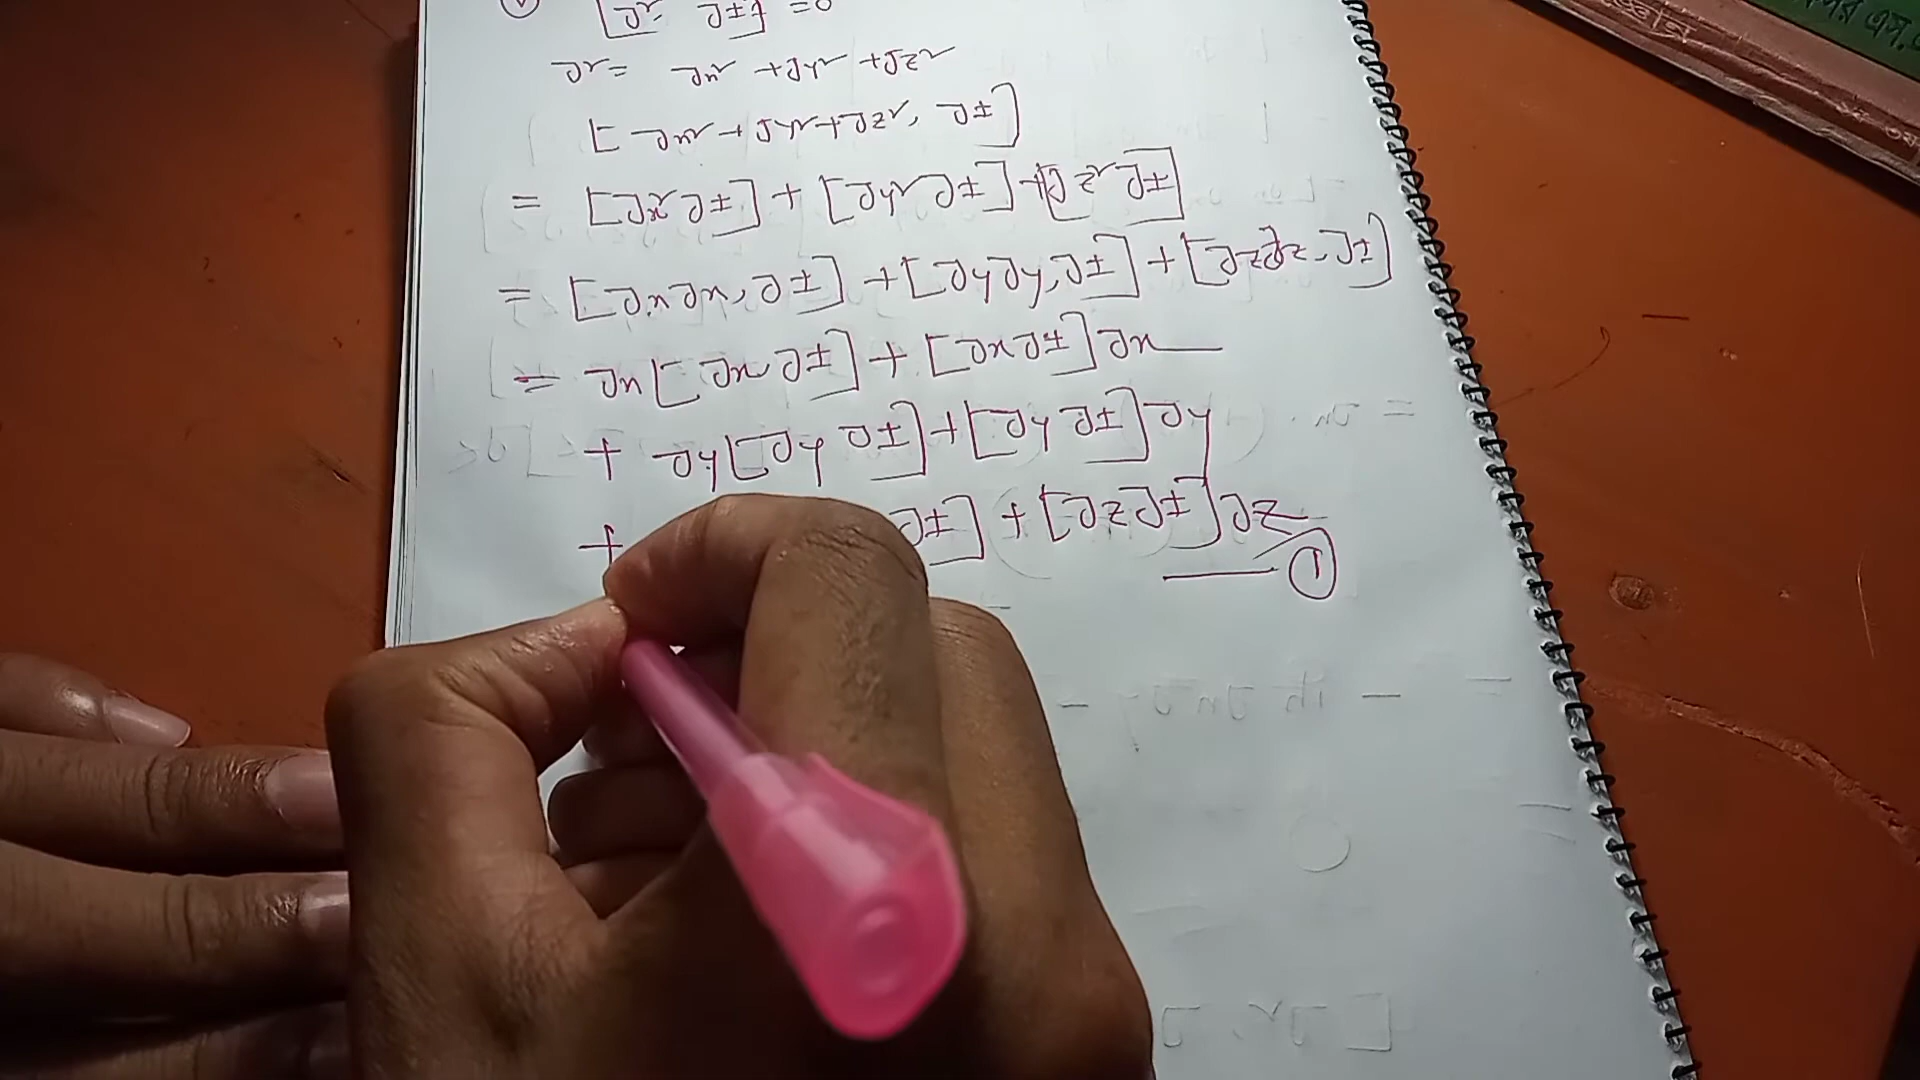 [J² J±] = 0
J² = Jx² + Jy² + Jz²
[Jx² + Jy² + Jz², J±]
= [Jx² J±] + [Jy² J±] + [Jz² J±]
= [Jx Jx, J±] + [Jy Jy, J±] + [Jz Jz, J±]
= Jx [Jx J±] + [Jx J±] Jx
+ Jy [Jy J±] + [Jy J±] Jy
+ J±] + [Jz J±] Jz
— ①